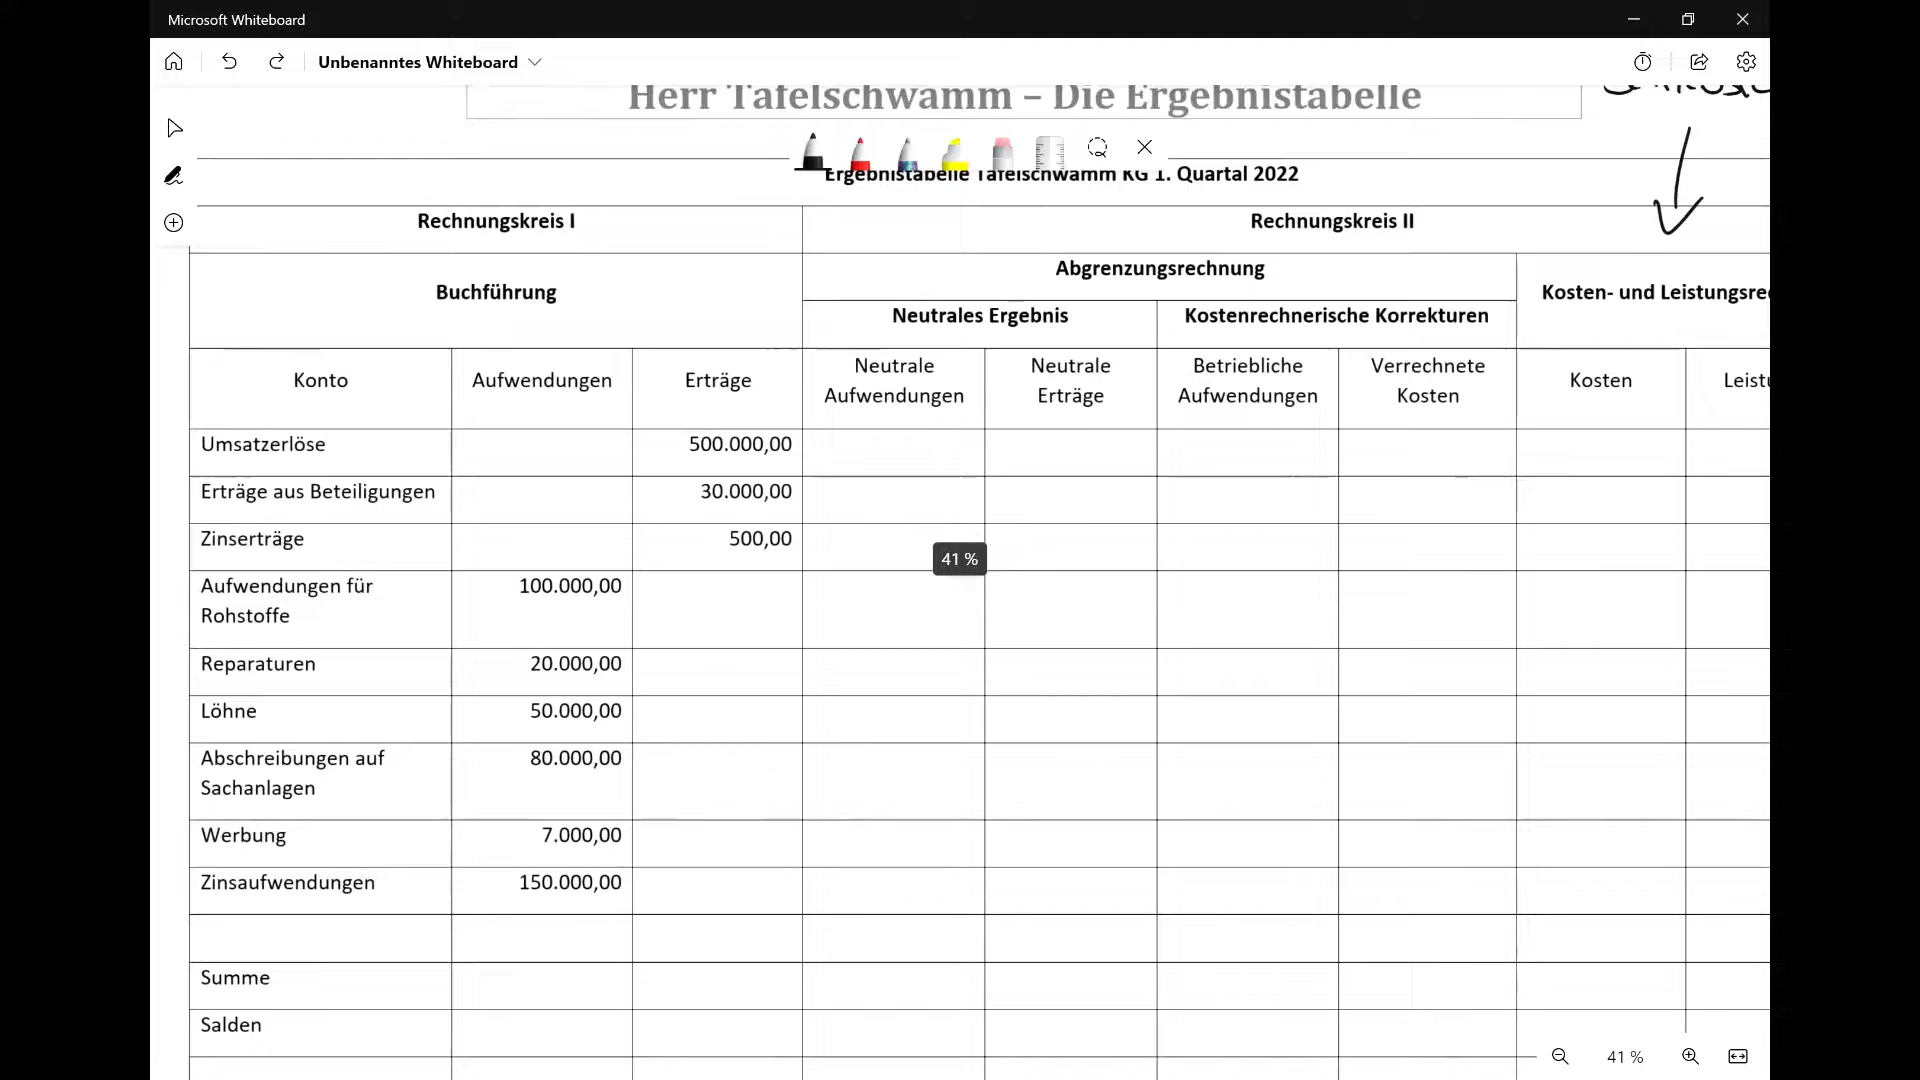 Microsoft Whiteboard
Unbenanntes Whiteboard
Herr Tafelschwamm – Die Ergebnistabelle
Ergebnistabelle Tafelschwamm KG 1. Quartal 2022
Rechnungskreis I
Rechnungskreis II
Buchführung
Abgrenzungsrechnung
Kosten- und Leistungsre
Neutrales Ergebnis
Kostenrechnerische Korrekturen
Konto
Aufwendungen
Erträge
Neutrale
Aufwendungen
Neutrale
Erträge
Betriebliche
Aufwendungen
Verrechnete
Kosten
Kosten
Leist
Umsatzerlöse 500.000,00
Erträge aus Beteiligungen 30.000,00
Zinserträge 500,00
41 %
Aufwendungen für 100.000,00
Rohstoffe
Reparaturen 20.000,00
Löhne 50.000,00
Abschreibungen auf 80.000,00
Sachanlagen
Werbung 7.000,00
Zinsaufwendungen 150.000,00
Summe
Salden
41 %